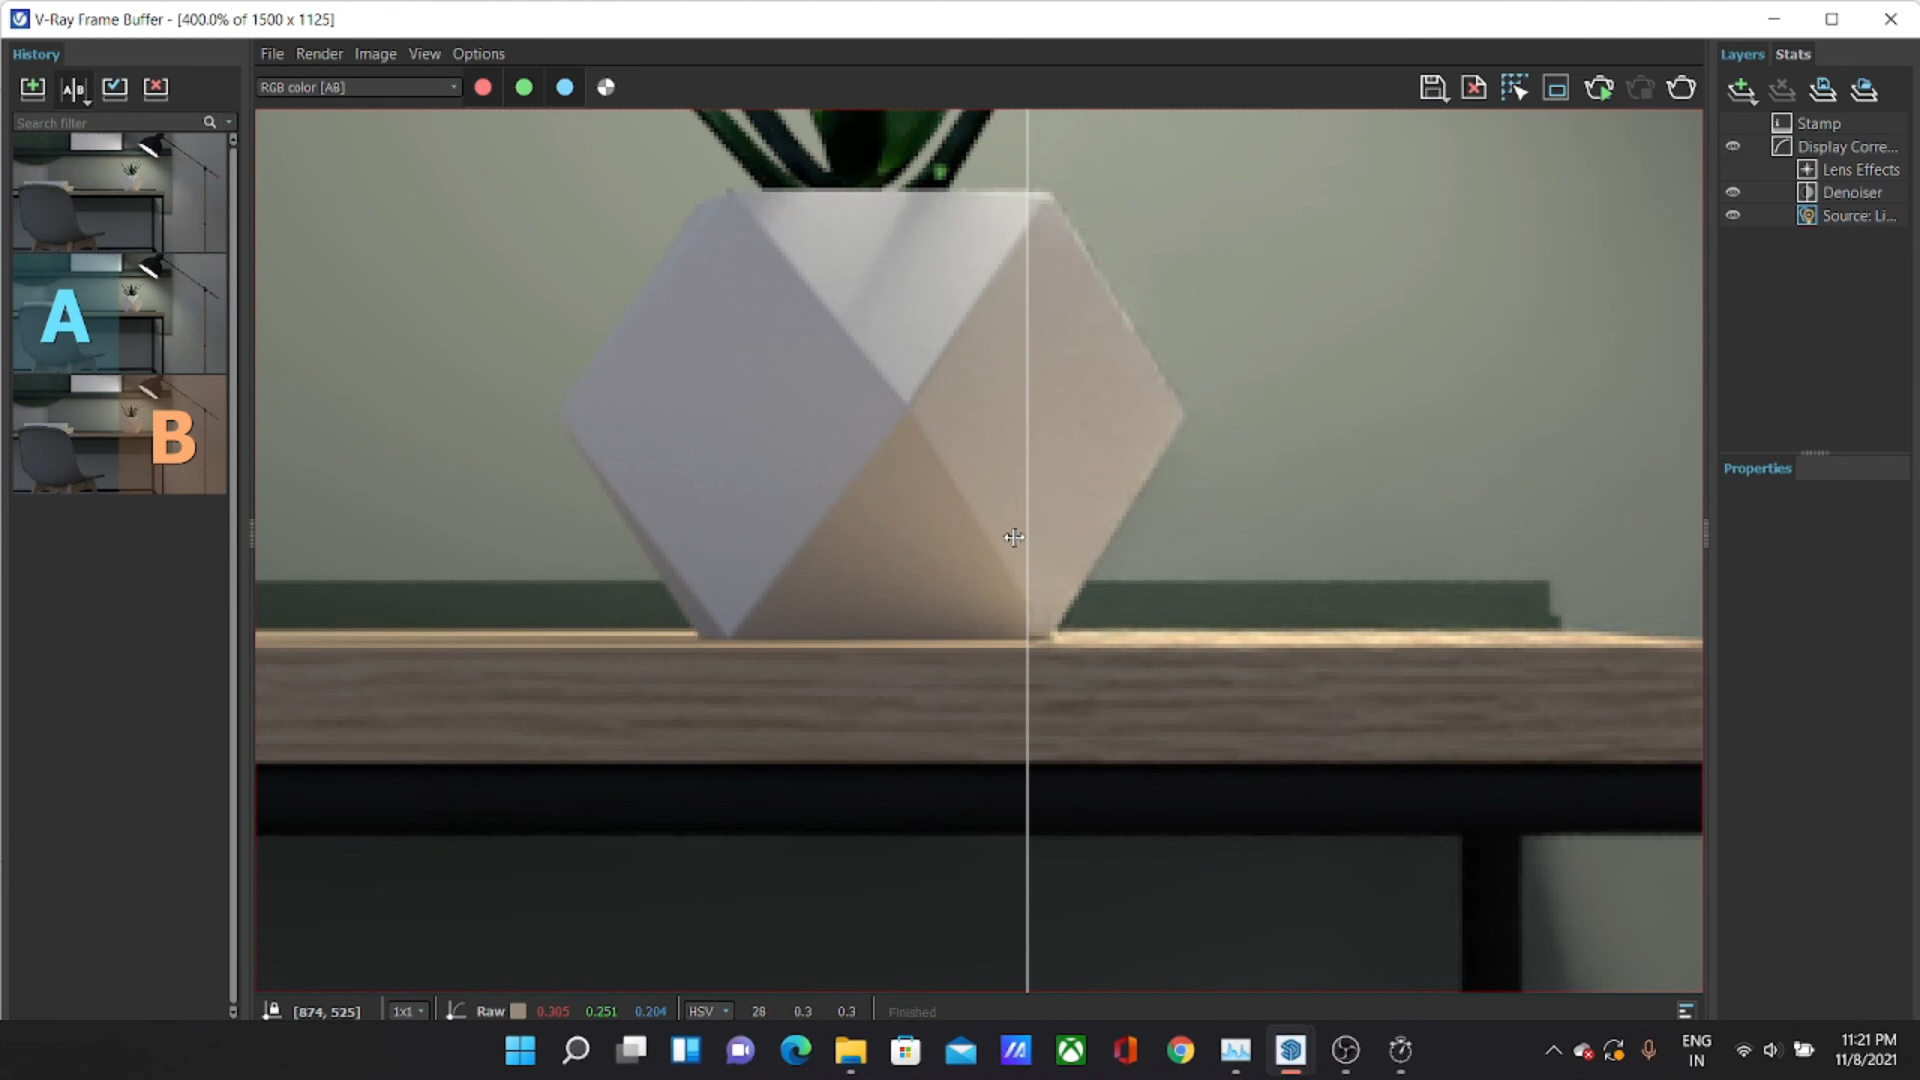 V-Ray Frame Buffer - [400.0% of 1500 x 1125]
History
File Render Image View Options
Layers Stats
A|B
RGB color [AB]
Search filter
Stamp
Display Corre...
Lens Effects
Denoiser
Source: Li...
A
B
Properties
[874, 525] 1x1 Raw 0.305 0.251 0.204 HSV 28 0.3 0.3 Finished
ENG
IN
11:21 PM
11/8/2021